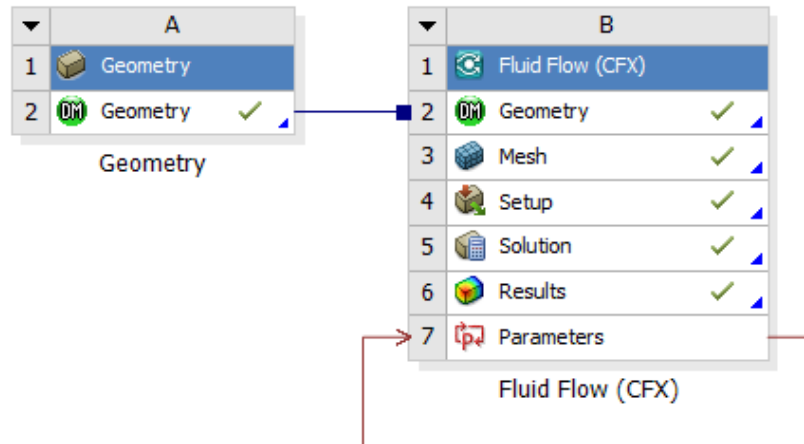 A
1 Geometry
2 DM Geometry
Geometry
B
1 Fluid Flow (CFX)
2 DM Geometry
3 Mesh
4 Setup
5 Solution
6 Results
7 p Parameters
Fluid Flow (CFX)